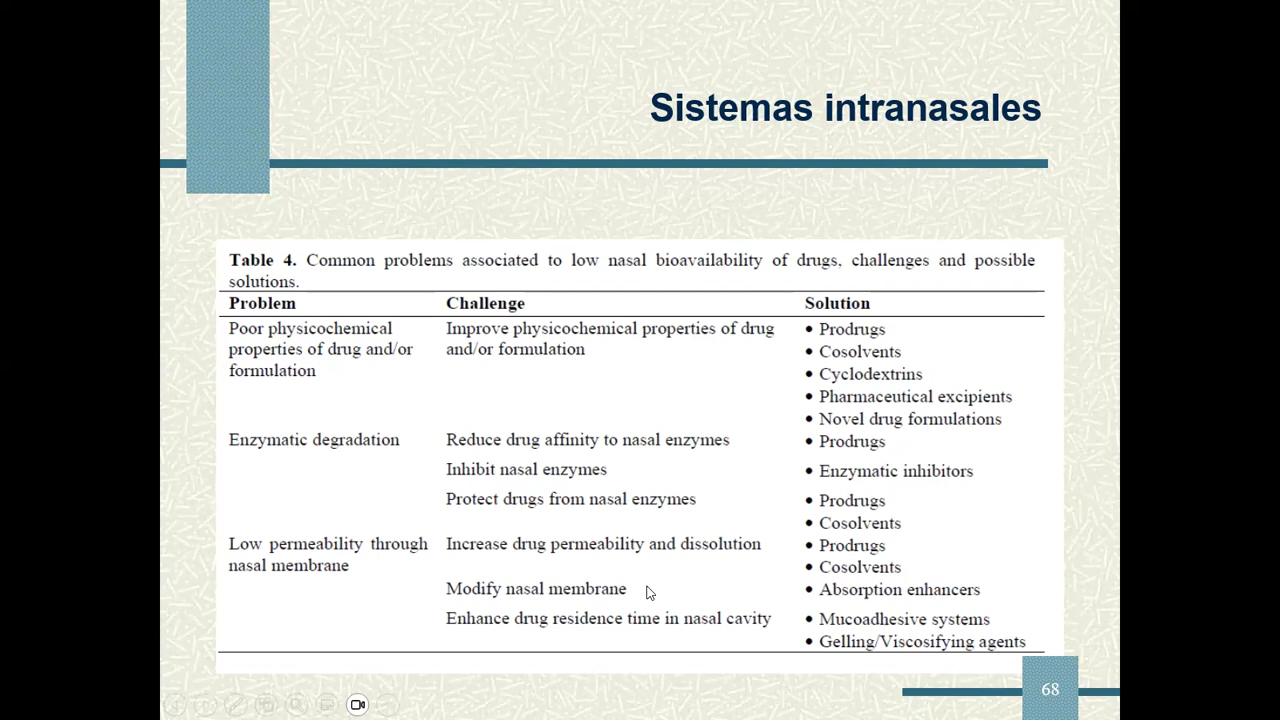 Sistemas intranasales
Table 4. Common problems associated to low nasal bioavailability of drugs, challenges and possible
solutions.
Problem Challenge Solution
Poor physicochemical Improve physicochemical properties of drug • Prodrugs
properties of drug and/or and/or formulation • Cosolvents
formulation • Cyclodextrins
• Pharmaceutical excipients
• Novel drug formulations
Enzymatic degradation Reduce drug affinity to nasal enzymes • Prodrugs
Inhibit nasal enzymes • Enzymatic inhibitors
Protect drugs from nasal enzymes • Prodrugs
• Cosolvents
Low permeability through Increase drug permeability and dissolution • Prodrugs
nasal membrane • Cosolvents
Modify nasal membrane • Absorption enhancers
Enhance drug residence time in nasal cavity • Mucoadhesive systems
• Gelling/Viscosifying agents
68